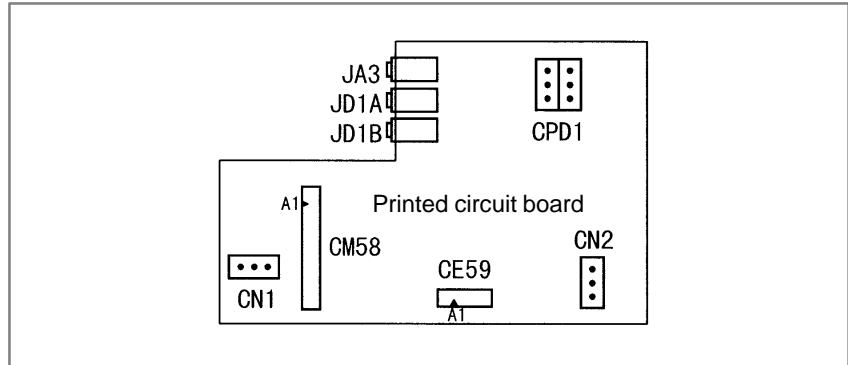 JA3
JD1A
JD1B
CPD1
A1
Printed circuit board
CM58
CN2
CN1
CE59
A1